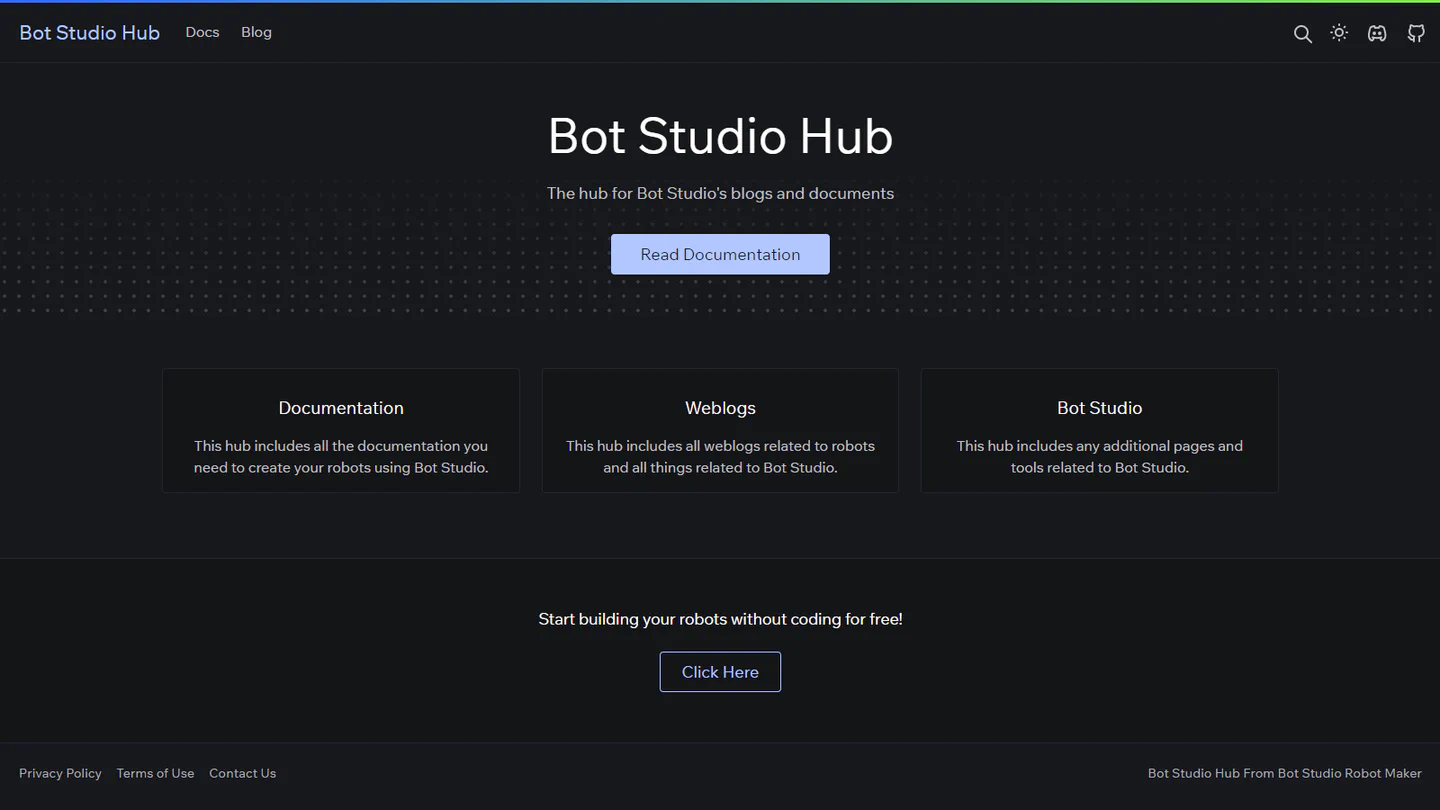 Bot Studio Hub
Docs
Blog
Bot Studio Hub
The hub for Bot Studio's blogs and documents
Read Documentation
Documentation
This hub includes all the documentation you
need to create your robots using Bot Studio.
Weblogs
This hub includes all weblogs related to robots
and all things related to Bot Studio.
Bot Studio
This hub includes any additional pages and
tools related to Bot Studio.
Start building your robots without coding for free!
Click Here
Privacy Policy
Terms of Use
Contact Us
Bot Studio Hub From Bot Studio Robot Maker